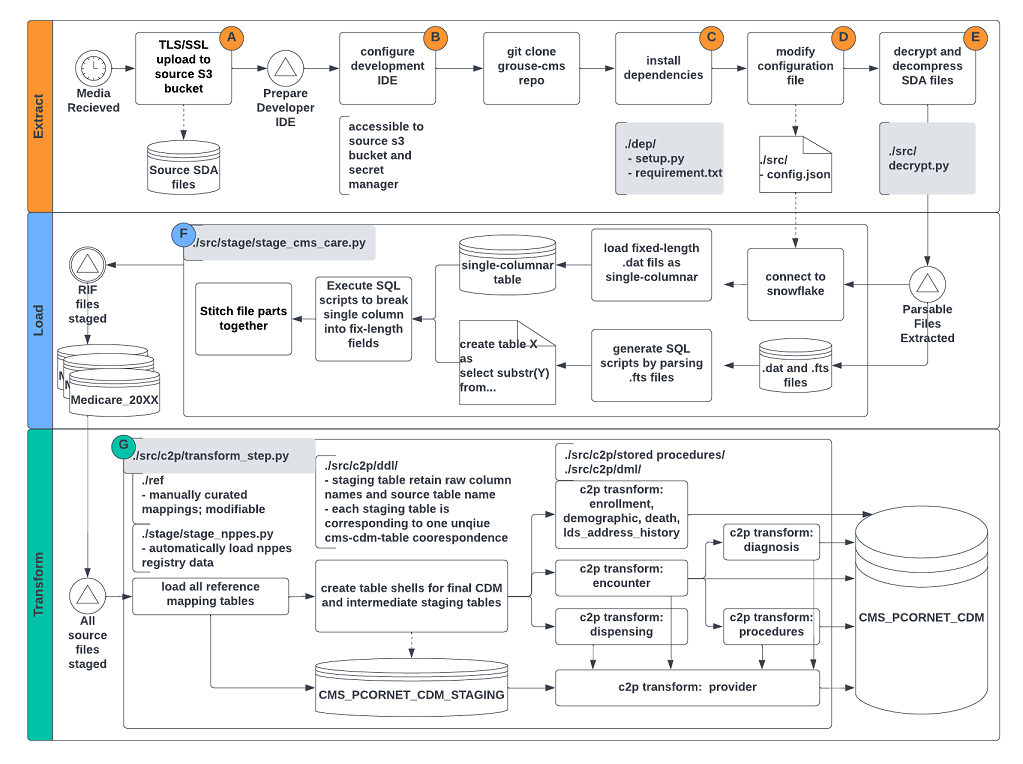 Extract
Media
Recieved
TLS/SSL
upload to
source S3
bucket
A
Source SDA
files
Prepare
Developer
IDE
configure
development
IDE
B
accessible to
source s3
bucket and
secret
manager
git clone
grouse-cms
repo
install
dependencies
C
./dep/
- setup.py
- requirement.txt
modify
configuration
file
D
./src/
- config.json
decrypt and
decompress
SDA files
E
./src/
decrypt.py
Load
RIF
files
staged
Medicare_20XX
F
./src/stage/stage_cms_care.py
Stitch file parts
together
Execute SQL
scripts to break
single column
into fix-length
fields
single-columnar
table
create table X
as
select substr(Y)
from...
load fixed-length
.dat fils as
single-columnar
generate SQL
scripts by parsing
.fts files
connect to
snowflake
.dat and .fts
files
Parsable
Files
Extracted
Transform
All
source
files
staged
G
./src/c2p/transform_step.py
./ref
- manually curated
mappings; modifiable
./stage/stage_nppes.py
- automatically load nppes
registry data
load all reference
mapping tables
./src/c2p/ddl/
- staging table retain raw column
names and source table name
- each staging table is
corresponding to one unqiue
cms-cdm-table coorespondence
create table shells for final CDM
and intermediate staging tables
CMS_PCORNET_CDM_STAGING
./src/c2p/stored procedures/
./src/c2p/dml/
c2p trasnform:
enrollment,
demographic, death,
lds_address_history
c2p transform:
encounter
c2p transform:
dispensing
c2p transform:
diagnosis
c2p transform:
procedures
c2p transform: provider
CMS_PCORNET_CDM